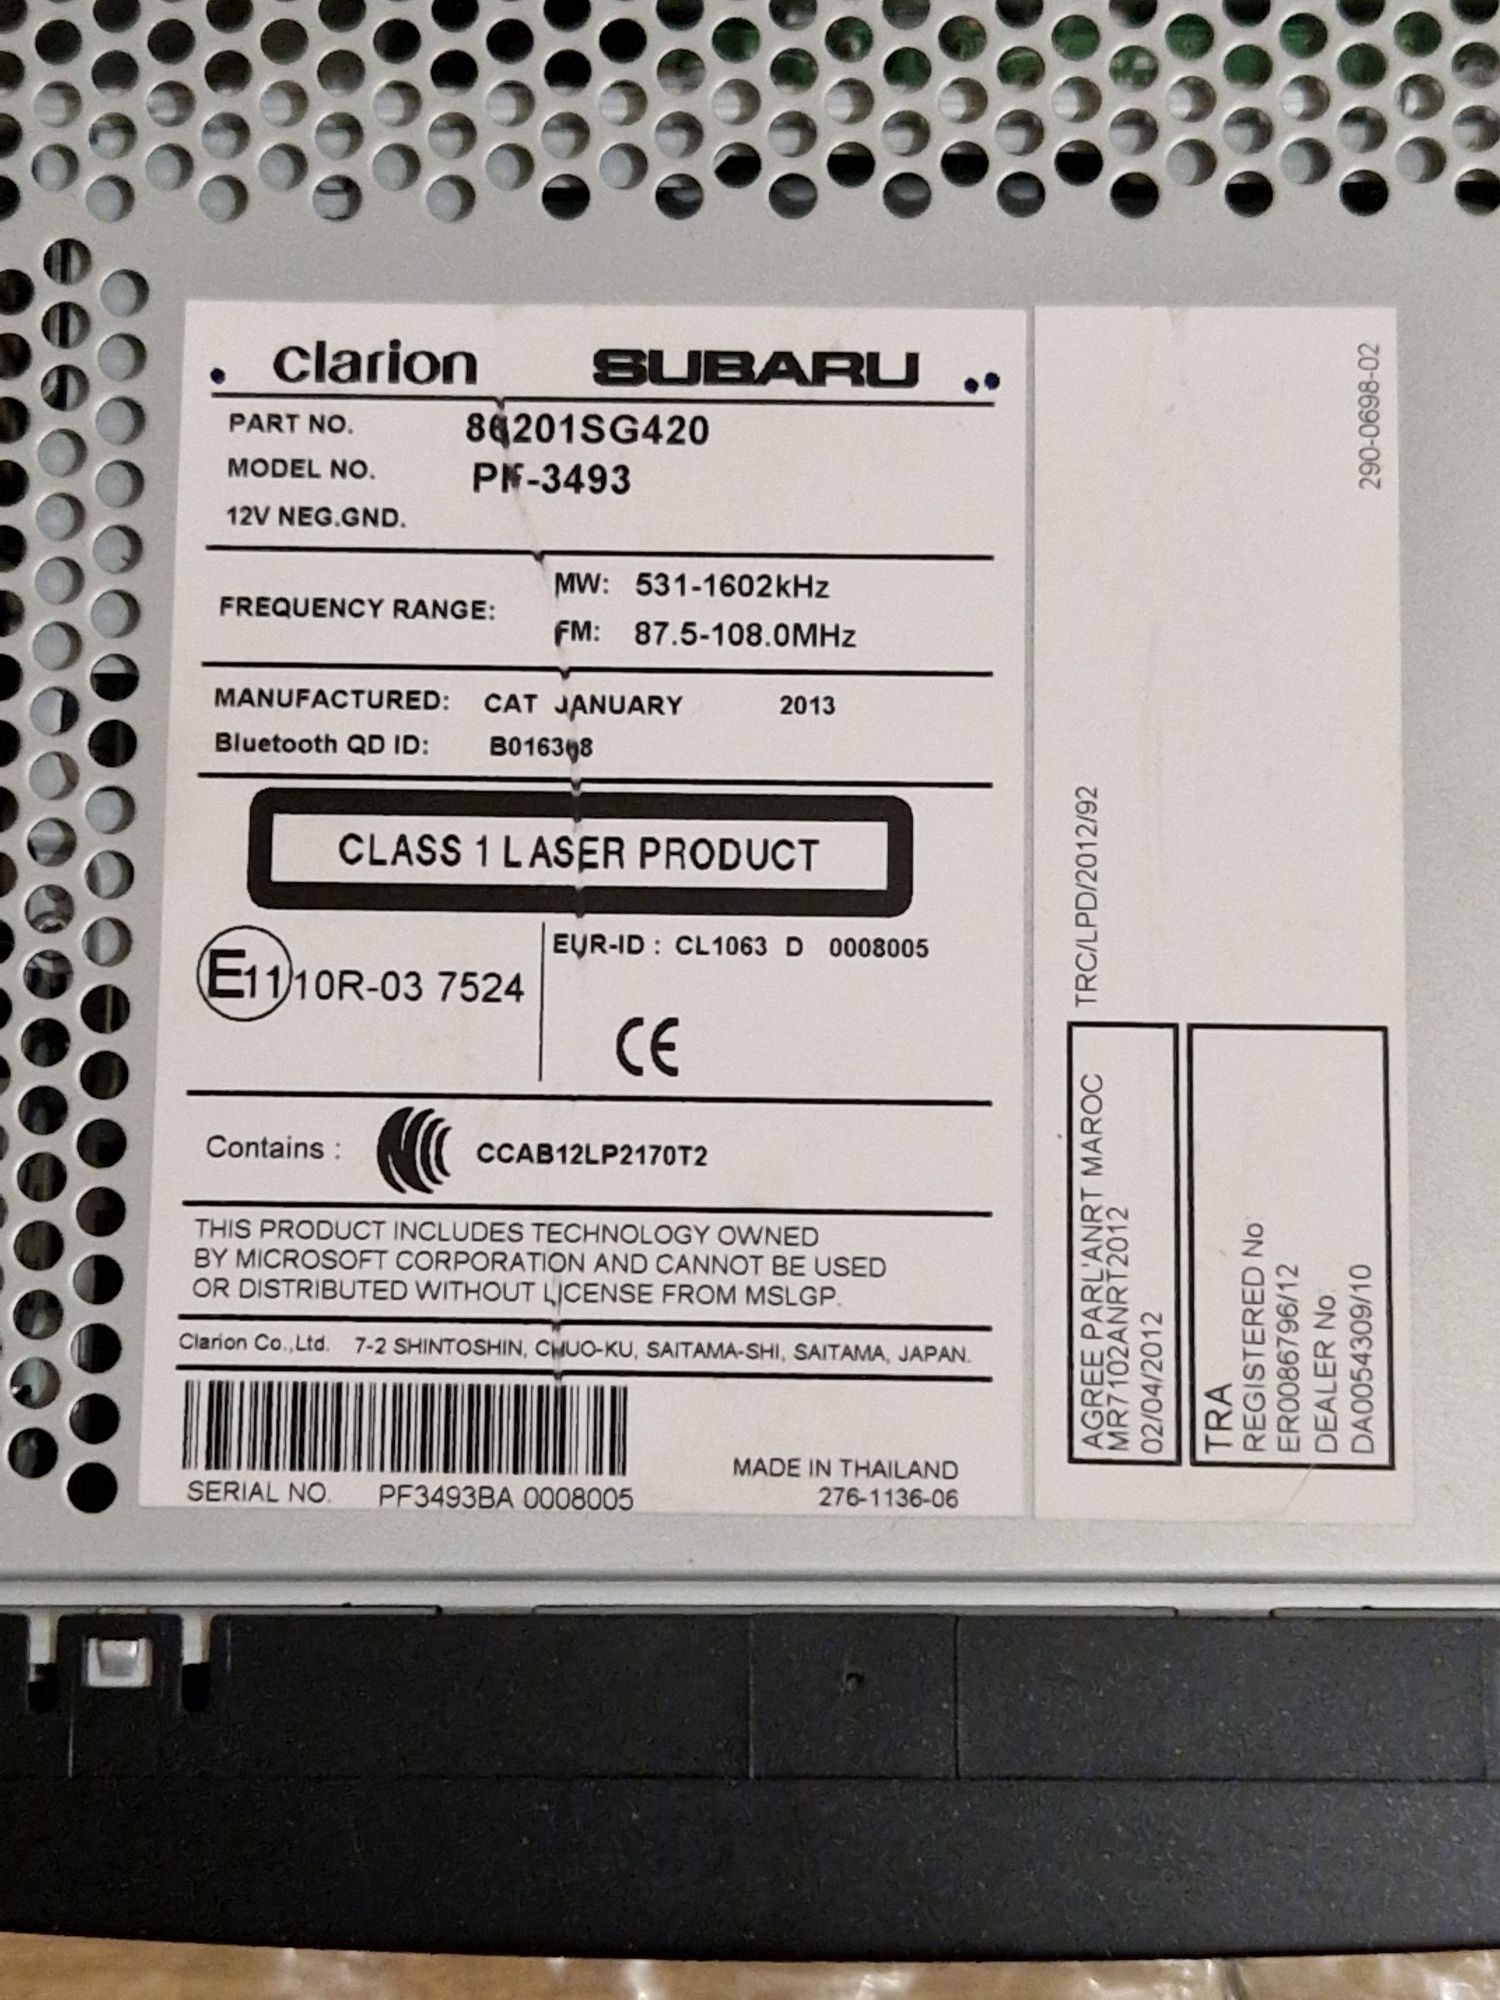 clarion SUBARU
PART NO. 86201SG420
MODEL NO. PF-3493
12V NEG.GND.
FREQUENCY RANGE: MW: 531-1602kHz
FM: 87.5-108.0MHz
MANUFACTURED: CAT JANUARY 2013
Bluetooth QD ID:
CLASS 1 LASER PRODUCT
E11 10R-03 7524
EUR-ID : CL1063 D 0008005
CE
Contains : CCAB12LP2170T2
THIS PRODUCT INCLUDES TECHNOLOGY OWNED
BY MICROSOFT CORPORATION AND CANNOT BE USED
OR DISTRIBUTED WITHOUT LICENSE FROM MSLGP.
Clarion Co.,Ltd. 7-2 SHINTOSHIN, CHUO-KU, SAITAMA-SHI, SAITAMA, JAPAN.
SERIAL NO. PF3493BA 0008005
MADE IN THAILAND
276-1136-06
290-0698-02
TRC/LPD/2012/92
AGREE PARL'ANRT MAROC
MR7102ANRT2012
02/04/2012
TRA
REGISTERED No:
ER0086796/12
DEALER No:
DA0054309/10